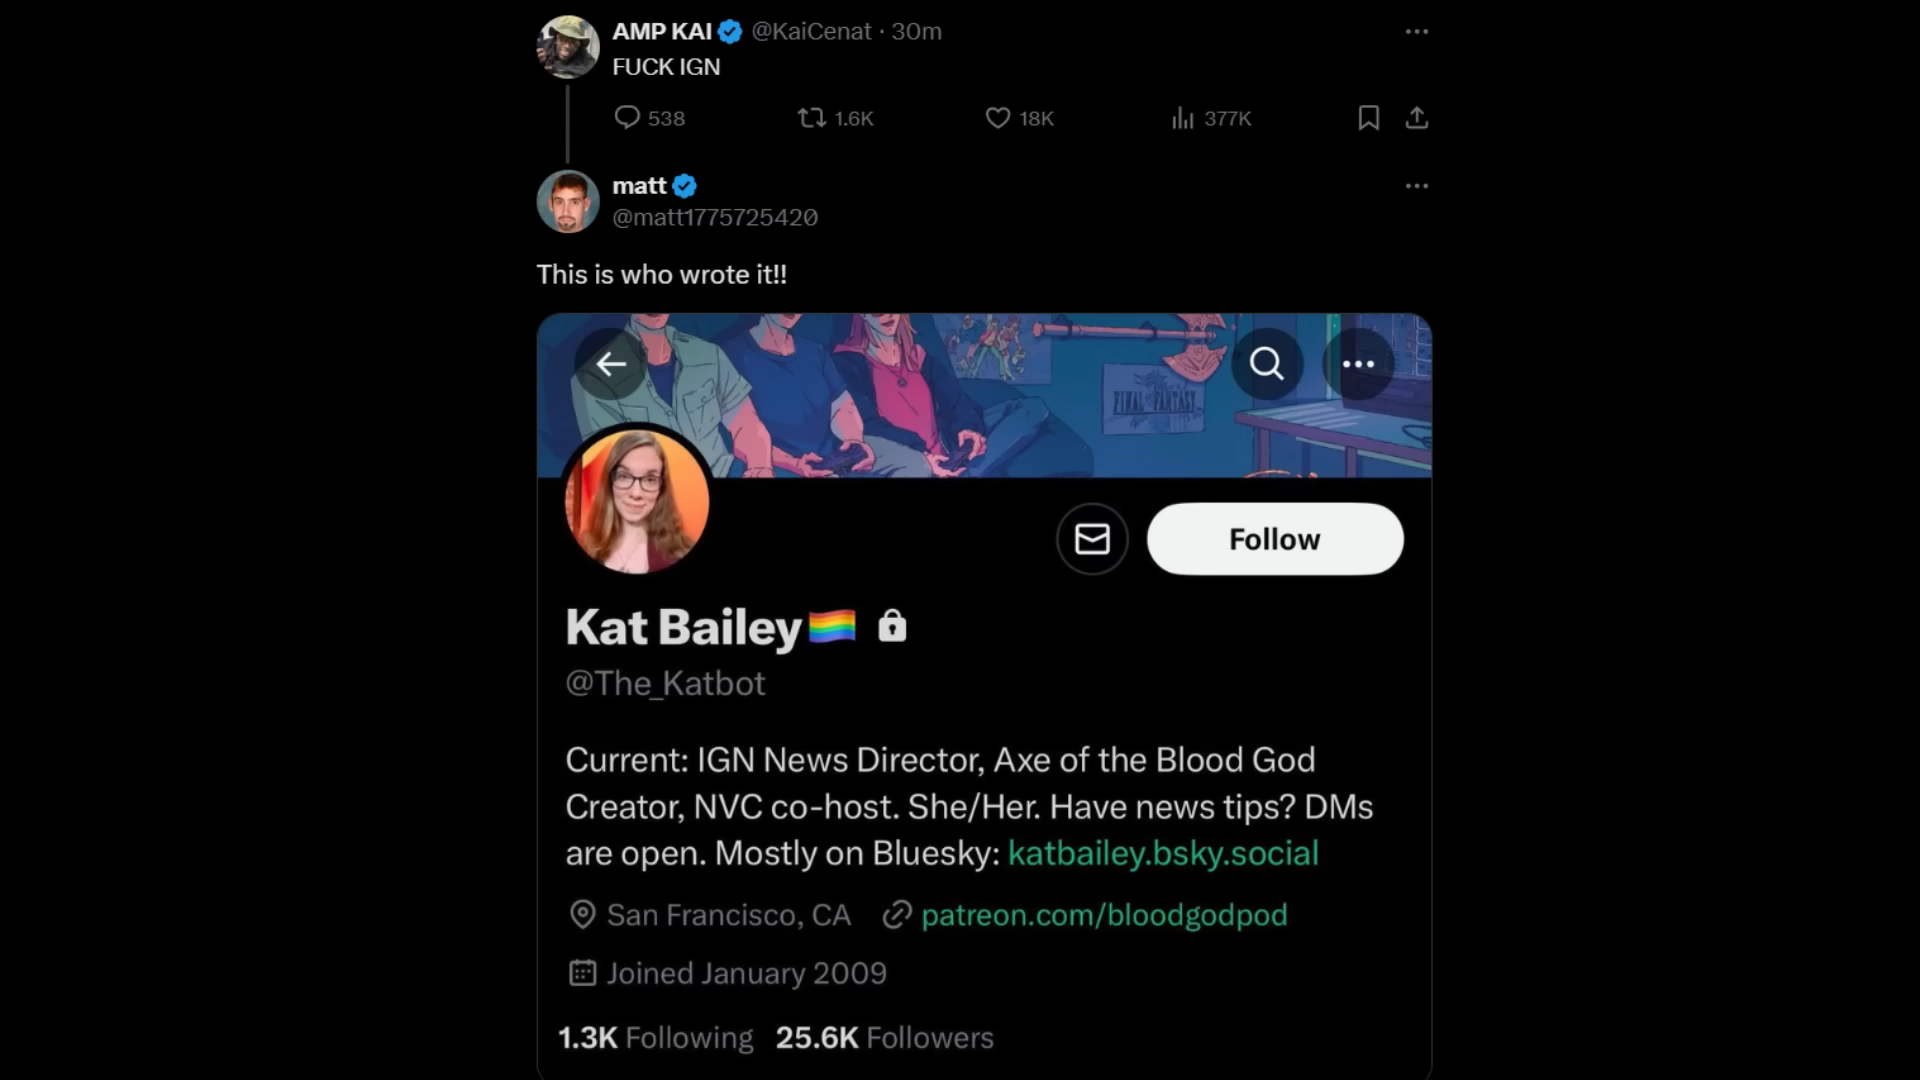 AMP KAI @KaiCenat · 30m
FUCK IGN
538 1.6K 18K 377K
matt
@matt1775725420
This is who wrote it!!
FINAL FANTASY
Follow
Kat Bailey🏳️‍🌈
@The_Katbot
Current: IGN News Director, Axe of the Blood God
Creator, NVC co-host. She/Her. Have news tips? DMs
are open. Mostly on Bluesky: katbailey.bsky.social
San Francisco, CA patreon.com/bloodgodpod
Joined January 2009
1.3K Following 25.6K Followers